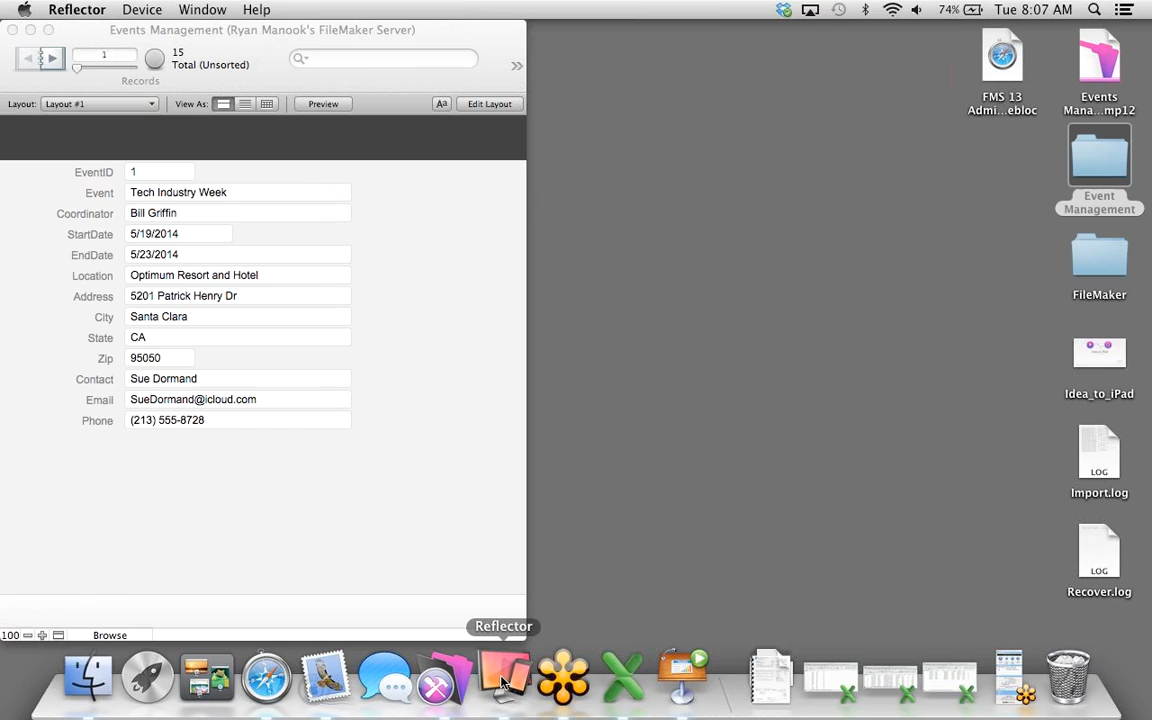 Reflector Device Window Help 74% Tue 8:07 AM
Events Management (Ryan Manook's FileMaker Server)
1
15
Total (Unsorted)
Records
Layout: Layout #1 View As: Preview Aa Edit Layout
EventID 1
Event Tech Industry Week
Coordinator Bill Griffin
StartDate 5/19/2014
EndDate 5/23/2014
Location Optimum Resort and Hotel
Address 5201 Patrick Henry Dr
City Santa Clara
State CA
Zip 95050
Contact Sue Dormand
Email SueDormand@icloud.com
Phone (213) 555-8728
100 Browse
FMS 13
Admi...ebloc
Events
Mana...mp12
Event
Management
FileMaker
Idea_to_iPad
LOG
Import.log
LOG
Recover.log
Reflector